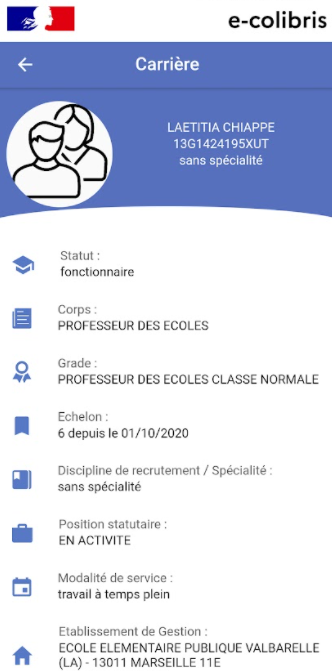 e-colibris
Carrière
LAETITIA CHIAPPE
13G1424195XUT
sans spécialité
Statut :
fonctionnaire
Corps :
PROFESSEUR DES ECOLES
Grade :
PROFESSEUR DES ECOLES CLASSE NORMALE
Echelon :
6 depuis le 01/10/2020
Discipline de recrutement / Spécialité :
sans spécialité
Position statutaire :
EN ACTIVITE
Modalité de service :
travail à temps plein
Etablissement de Gestion :
ECOLE ELEMENTAIRE PUBLIQUE VALBARELLE
(LA) - 13011 MARSEILLE 11E